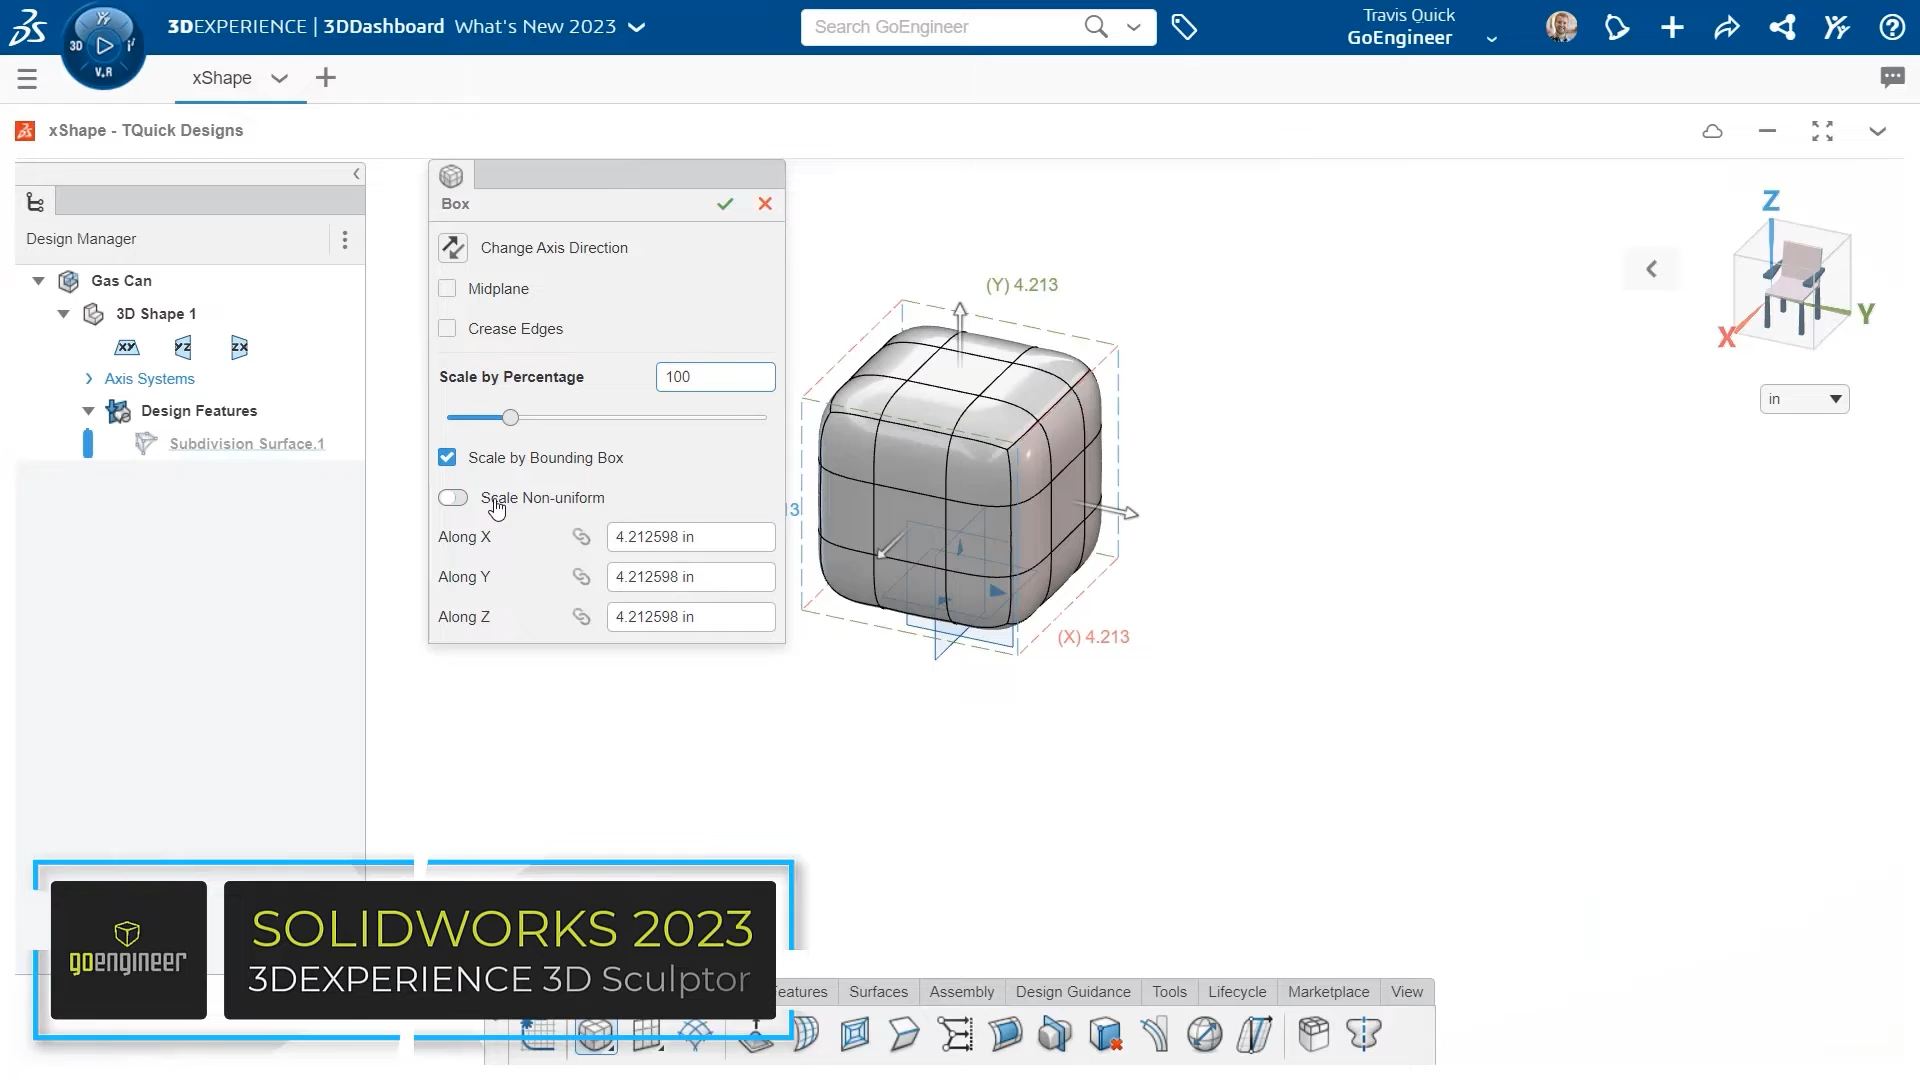 3DEXPERIENCE | 3DDashboard What's New 2023
Search GoEngineer
Travis Quick
GoEngineer
3D
V.R
xShape
xShape - TQuick Designs
Design Manager
Gas Can
3D Shape 1
XY YZ ZX
Axis Systems
Design Features
Subdivision Surface.1
Box
Change Axis Direction
Midplane
Crease Edges
Scale by Percentage 100
Scale by Bounding Box
Scale Non-uniform
Along X 4.212598 in
Along Y 4.212598 in
Along Z 4.212598 in
(Y) 4.213
13
(X) 4.213
Z
X
Y
in
goengineer
SOLIDWORKS 2023
3DEXPERIENCE 3D Sculptor
eatures Surfaces Assembly Design Guidance Tools Lifecycle Marketplace View